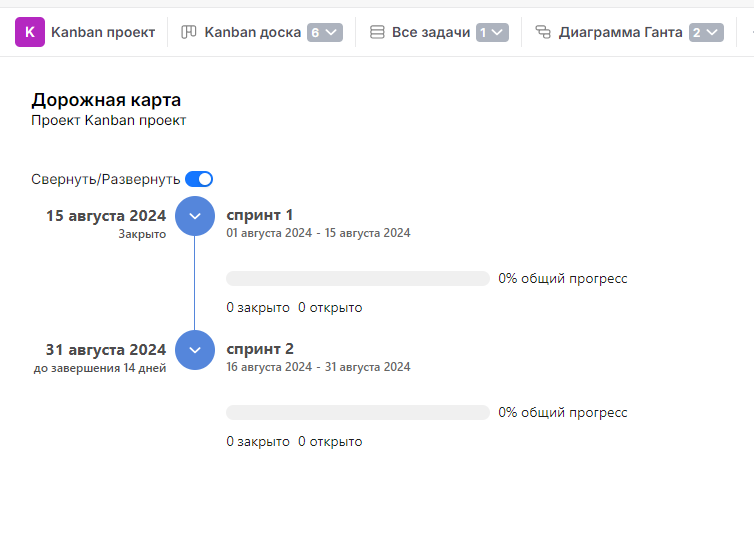 K Kanban проект Kanban доска 6 Все задачи 1 Диаграмма Ганта 2
Дорожная карта
Проект Kanban проект
Свернуть/Развернуть
15 августа 2024
Закрыто
спринт 1
01 августа 2024 - 15 августа 2024
0% общий прогресс
0 закрыто 0 открыто
31 августа 2024
до завершения 14 дней
спринт 2
16 августа 2024 - 31 августа 2024
0% общий прогресс
0 закрыто 0 открыто